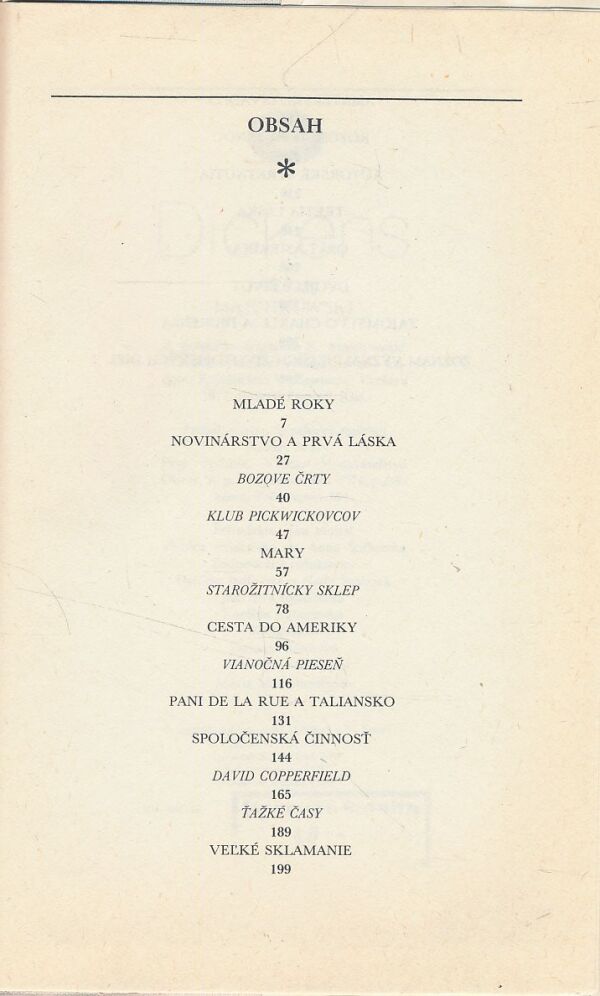 OBSAH
*
MLADÉ ROKY
7
NOVINÁRSTVO A PRVÁ LÁSKA
27
BOZOVE ČRTY
40
KLUB PICKWICKOVCOV
47
MARY
57
STAROŽITNÍCKY SKLEP
78
CESTA DO AMERIKY
96
VIANOČNÁ PIESEŇ
116
PANI DE LA RUE A TALIANSKO
131
SPOLOČENSKÁ ČINNOSŤ
144
DAVID COPPERFIELD
165
ŤAŽKÉ ČASY
189
VEĽKÉ SKLAMANIE
199